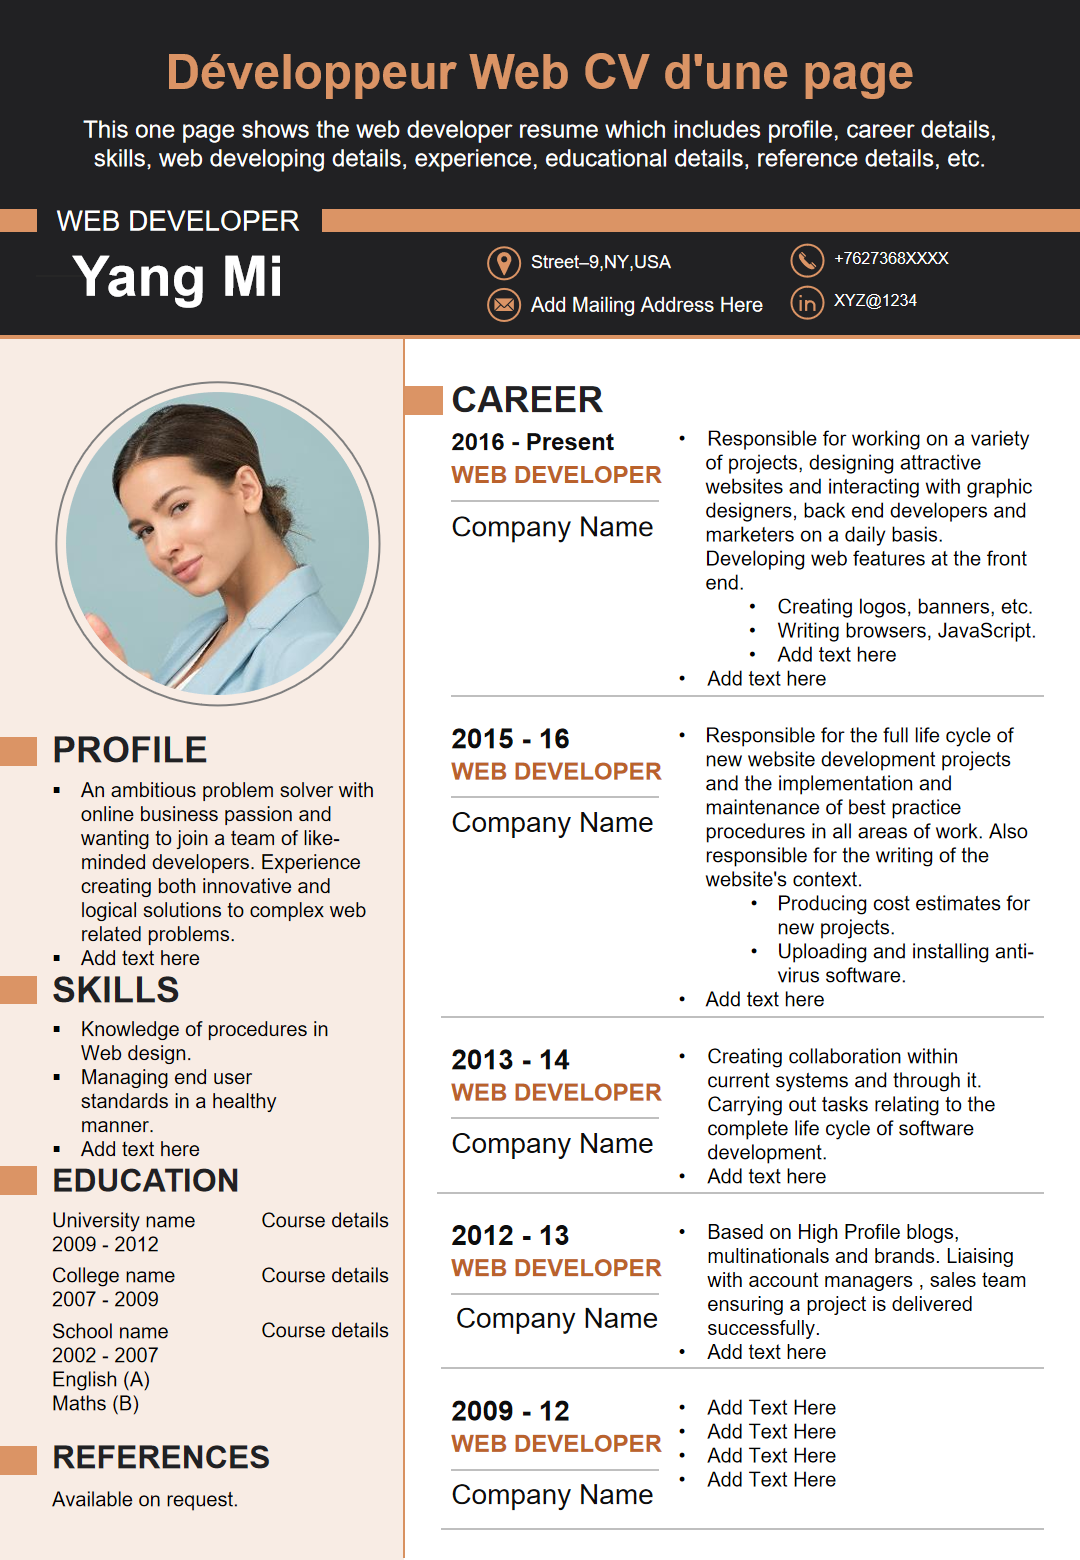 Développeur Web CV d'une page
This one page shows the web developer resume which includes profile, career details,
skills, web developing details, experience, educational details, reference details, etc.
WEB DEVELOPER
Yang Mi
Street–9,NY,USA
Add Mailing Address Here
+7627368XXXX
in
XYZ@1234
PROFILE
▪ An ambitious problem solver with
online business passion and
wanting to join a team of like-
minded developers. Experience
creating both innovative and
logical solutions to complex web
related problems.
▪ Add text here
SKILLS
▪ Knowledge of procedures in
Web design.
▪ Managing end user
standards in a healthy
manner.
▪ Add text here
EDUCATION
University name Course details
2009 - 2012
College name Course details
2007 - 2009
School name Course details
2002 - 2007
English (A)
Maths (B)
REFERENCES
Available on request.
CAREER
2016 - Present
WEB DEVELOPER
Company Name
• Responsible for working on a variety
of projects, designing attractive
websites and interacting with graphic
designers, back end developers and
marketers on a daily basis.
Developing web features at the front
end.
• Creating logos, banners, etc.
• Writing browsers, JavaScript.
• Add text here
• Add text here
2015 - 16
WEB DEVELOPER
Company Name
• Responsible for the full life cycle of
new website development projects
and the implementation and
maintenance of best practice
procedures in all areas of work. Also
responsible for the writing of the
website's context.
• Producing cost estimates for
new projects.
• Uploading and installing anti-
virus software.
• Add text here
2013 - 14
WEB DEVELOPER
Company Name
• Creating collaboration within
current systems and through it.
Carrying out tasks relating to the
complete life cycle of software
development.
• Add text here
2012 - 13
WEB DEVELOPER
Company Name
• Based on High Profile blogs,
multinationals and brands. Liaising
with account managers , sales team
ensuring a project is delivered
successfully.
• Add text here
2009 - 12
WEB DEVELOPER
Company Name
• Add Text Here
• Add Text Here
• Add Text Here
• Add Text Here